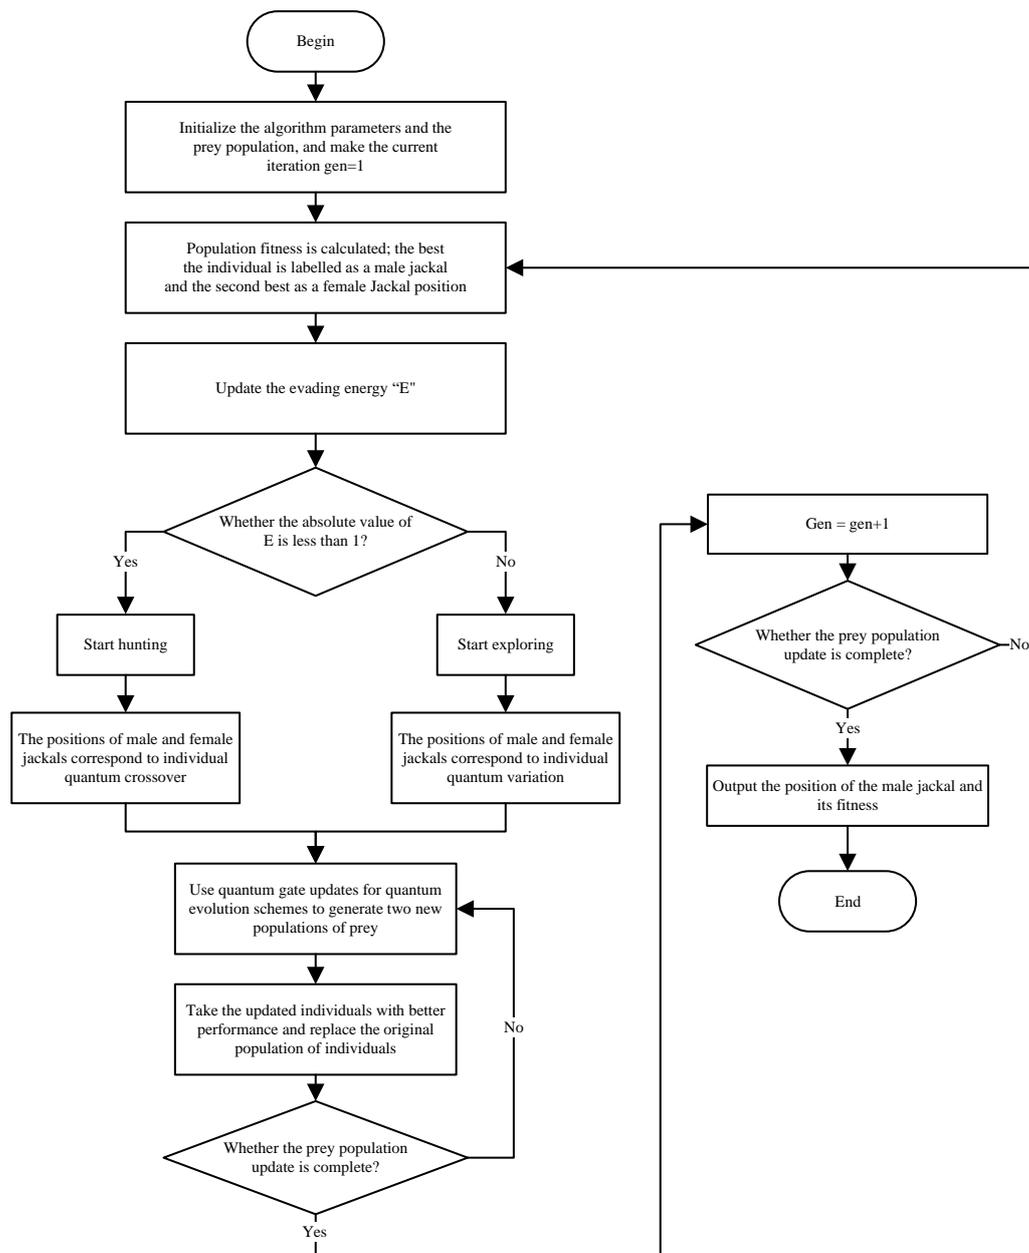 Begin
Initialize the algorithm parameters and the
prey population, and make the current
iteration gen=1
Population fitness is calculated; the best
the individual is labelled as a male jackal
and the second best as a female Jackal position
Update the evading energy “E"
Whether the absolute value of
E is less than 1?
Yes
No
Start hunting
Start exploring
The positions of male and female
jackals correspond to individual
quantum crossover
The positions of male and female
jackals correspond to individual
quantum variation
Use quantum gate updates for quantum
evolution schemes to generate two new
populations of prey
Take the updated individuals with better
performance and replace the original
population of individuals
No
Whether the prey population
update is complete?
Yes
Gen = gen+1
Whether the prey population
update is complete?
No
Yes
Output the position of the male jackal and
its fitness
End